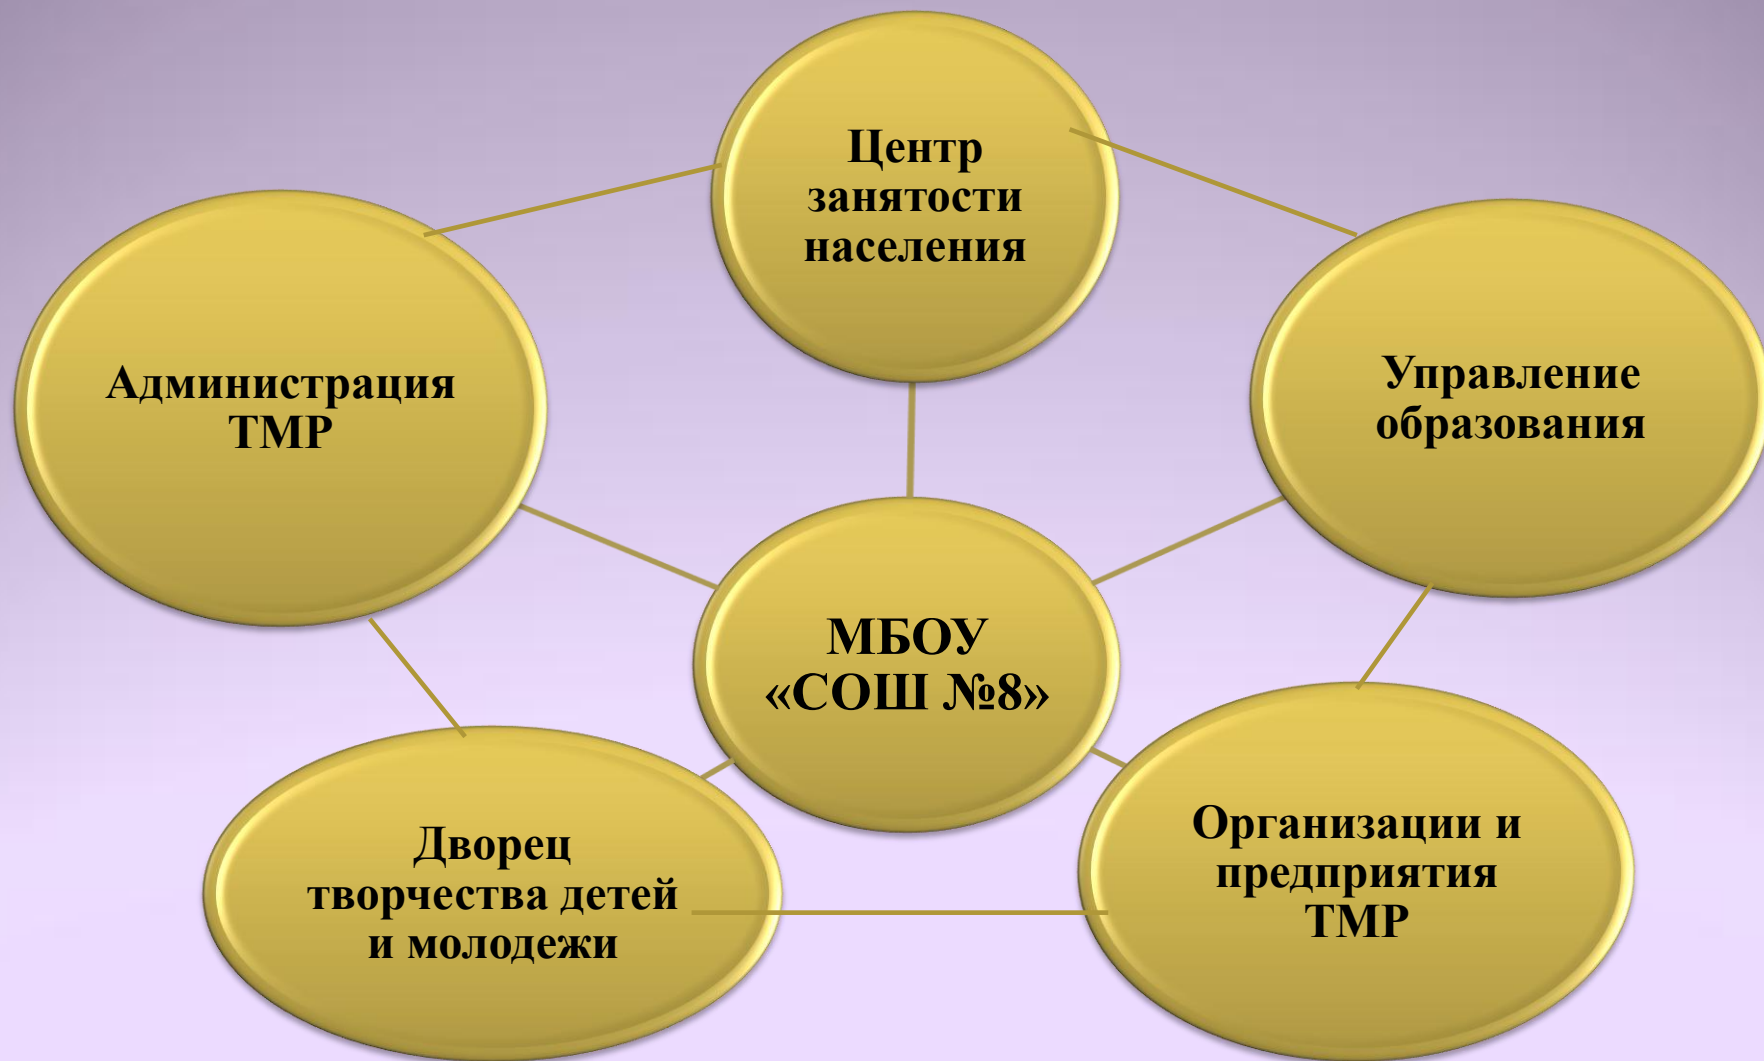 Центр
занятости
населения
Администрация
ТМР
Управление
образования
МБОУ
«СОШ №8»
Дворец
творчества детей
и молодежи
Организации и
предприятия
ТМР